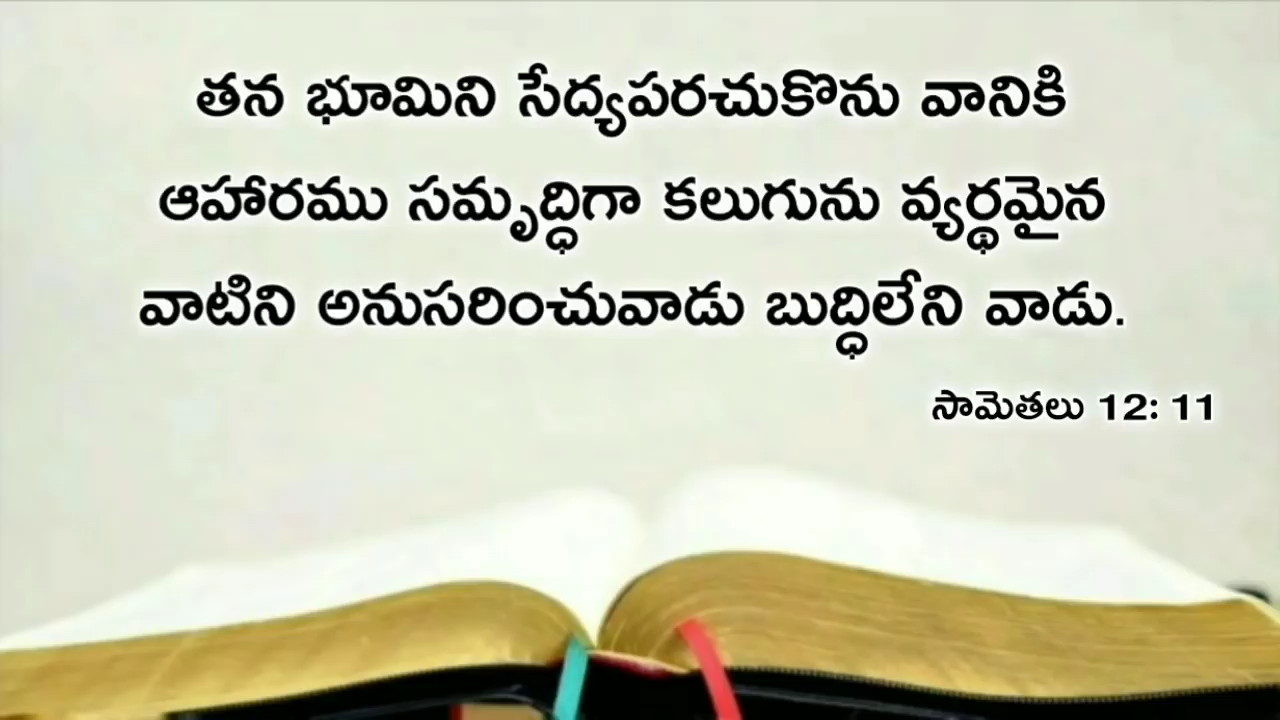 తన భూమిని సేద్యపరచుకొను వానికి
ఆహారము సమృద్ధిగా కలుగును వ్యర్థమైన
వాటిని అనుసరించువాడు బుద్ధిలేని వాడు.
సామెతలు 12: 11